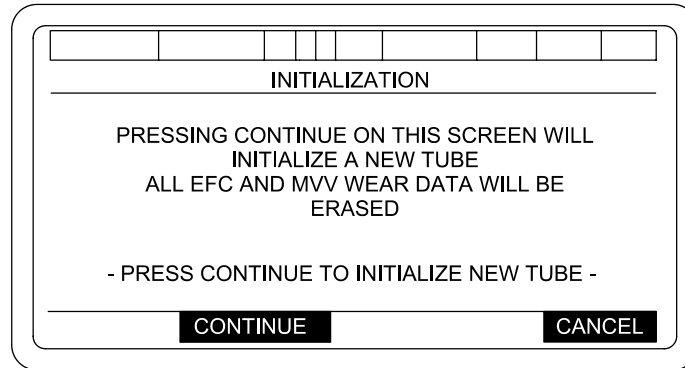 INITIALIZATION
PRESSING CONTINUE ON THIS SCREEN WILL
INITIALIZE A NEW TUBE
ALL EFC AND MVV WEAR DATA WILL BE
ERASED
- PRESS CONTINUE TO INITIALIZE NEW TUBE -
CONTINUE
CANCEL